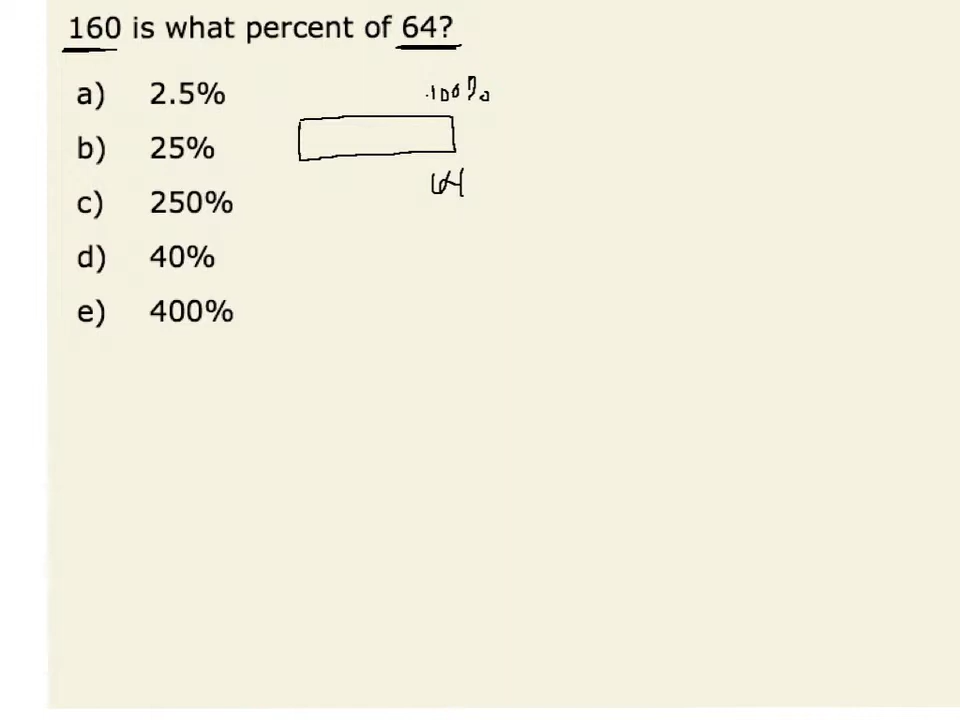 160 is what percent of 64?
a) 2.5%
100%
b) 25%
64
c) 250%
d) 40%
e) 400%